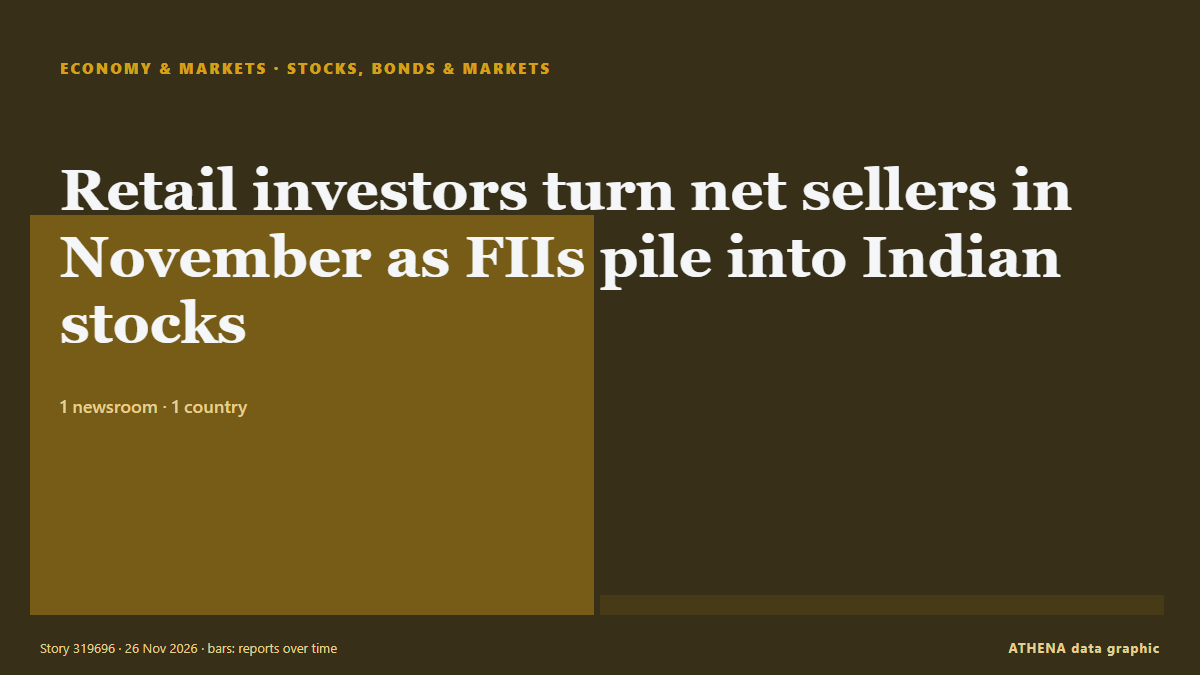 ECONOMY & MARKETS · STOCKS, BONDS & MARKETS
Retail investors turn net sellers in
November as FIIs pile into Indian
stocks
1 newsroom · 1 country
Story 319696 · 26 Nov 2026 · bars: reports over time
ATHENA data graphic